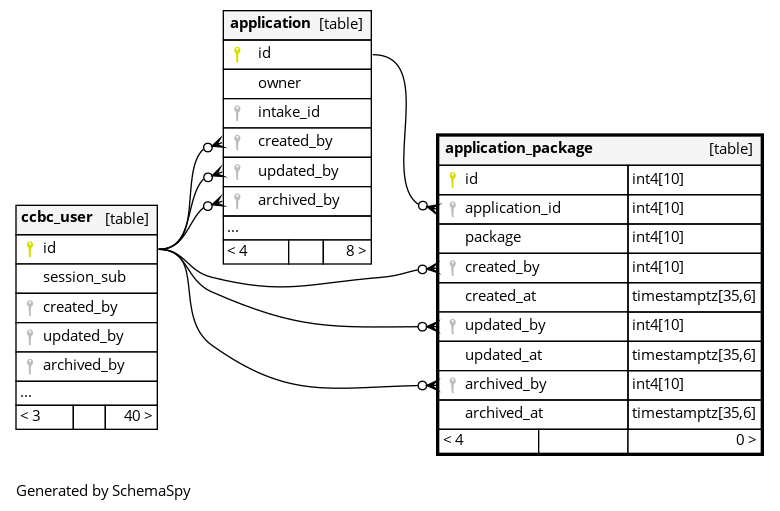 application [table]
id
owner
intake_id
created_by
updated_by
archived_by
...
< 4 8 >
application_package [table]
id int4[10]
application_id int4[10]
package int4[10]
created_by int4[10]
created_at timestamptz[35,6]
updated_by int4[10]
updated_at timestamptz[35,6]
archived_by int4[10]
archived_at timestamptz[35,6]
< 4 0 >
ccbc_user [table]
id
session_sub
created_by
updated_by
archived_by
...
< 3 40 >
Generated by SchemaSpy